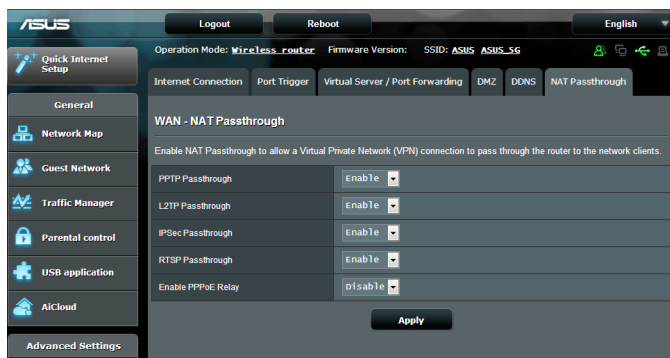 ASUS
Logout
Reboot
English
Quick Internet Setup
Operation Mode: Wireless router Firmware Version: SSID: ASUS ASUS_5G
Internet Connection
Port Trigger
Virtual Server / Port Forwarding
DMZ
DDNS
NAT Passthrough
General
Network Map
Guest Network
Traffic Manager
Parental control
USB application
AiCloud
Advanced Settings
WAN - NAT Passthrough
Enable NAT Passthrough to allow a Virtual Private Network (VPN) connection to pass through the router to the network clients.
PPTP Passthrough Enable
L2TP Passthrough Enable
IPSec Passthrough Enable
RTSP Passthrough Enable
Enable PPPoE Relay Disable
Apply